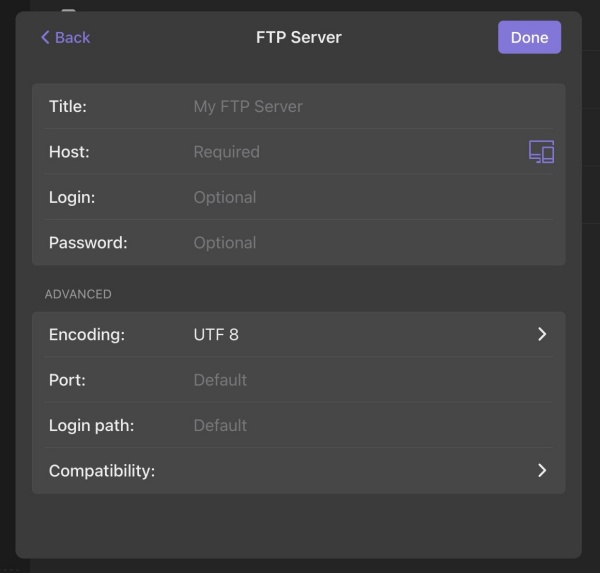 Back
FTP Server
Done
Title: My FTP Server
Host: Required
Login: Optional
Password: Optional
ADVANCED
Encoding: UTF 8
Port: Default
Login path: Default
Compatibility: